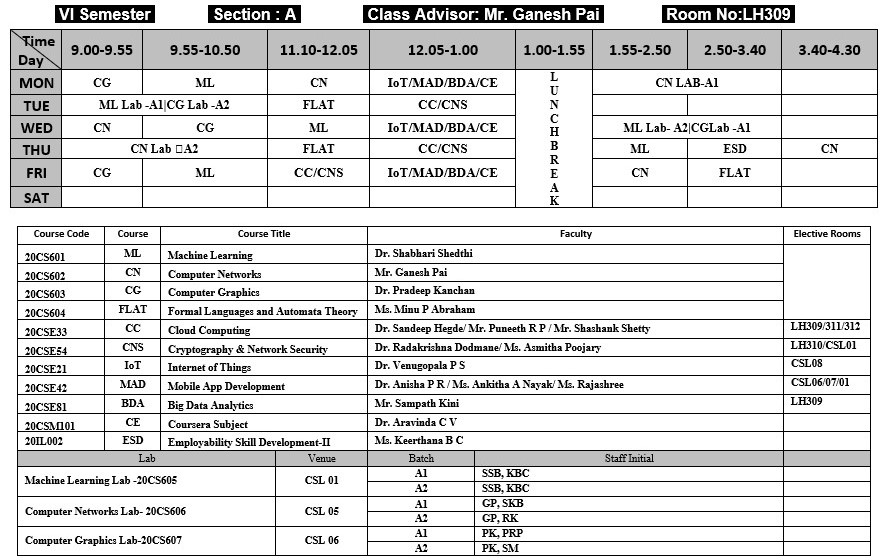 VI Semester Section : A Class Advisor: Mr. Ganesh Pai Room No:LH309
Time Day 9.00-9.55 9.55-10.50 11.10-12.05 12.05-1.00 1.00-1.55 1.55-2.50 2.50-3.40 3.40-4.30
MON CG ML CN IoT/MAD/BDA/CE LUNCHBREAK CN LAB-A1
TUE ML Lab -A1|CG Lab -A2 FLAT CC/CNS
WED CN CG ML IoT/MAD/BDA/CE ML Lab- A2|CGLab -A1
THU CN Lab □A2 FLAT CC/CNS ML ESD CN
FRI CG ML CC/CNS IoT/MAD/BDA/CE CN FLAT
SAT
Course Code Course Course Title Faculty Elective Rooms
20CS601 ML Machine Learning Dr. Shabhari Shedthi
20CS602 CN Computer Networks Mr. Ganesh Pai
20CS603 CG Computer Graphics Dr. Pradeep Kanchan
20CS604 FLAT Formal Languages and Automata Theory Ms. Minu P Abraham
20CSE33 CC Cloud Computing Dr. Sandeep Hegde/ Mr. Puneeth R P / Mr. Shashank Shetty LH309/311/312
20CSE54 CNS Cryptography & Network Security Dr. Radakrishna Dodmane/ Ms. Asmitha Poojary LH310/CSL01
20CSE21 IoT Internet of Things Dr. Venugopala P S CSL08
20CSE42 MAD Mobile App Development Dr. Anisha P R / Ms. Ankitha A Nayak/ Ms. Rajashree CSL06/07/01
20CSE81 BDA Big Data Analytics Mr. Sampath Kini LH309
20CSM101 CE Coursera Subject Dr. Aravinda C V
20IL002 ESD Employability Skill Development-II Ms. Keerthana B C
Lab Venue Batch Staff Initial
Machine Learning Lab -20CS605 CSL 01 A1 SSB, KBC
A2 SSB, KBC
Computer Networks Lab- 20CS606 CSL 05 A1 GP, SKB
A2 GP, RK
Computer Graphics Lab-20CS607 CSL 06 A1 PK, PRP
A2 PK, SM